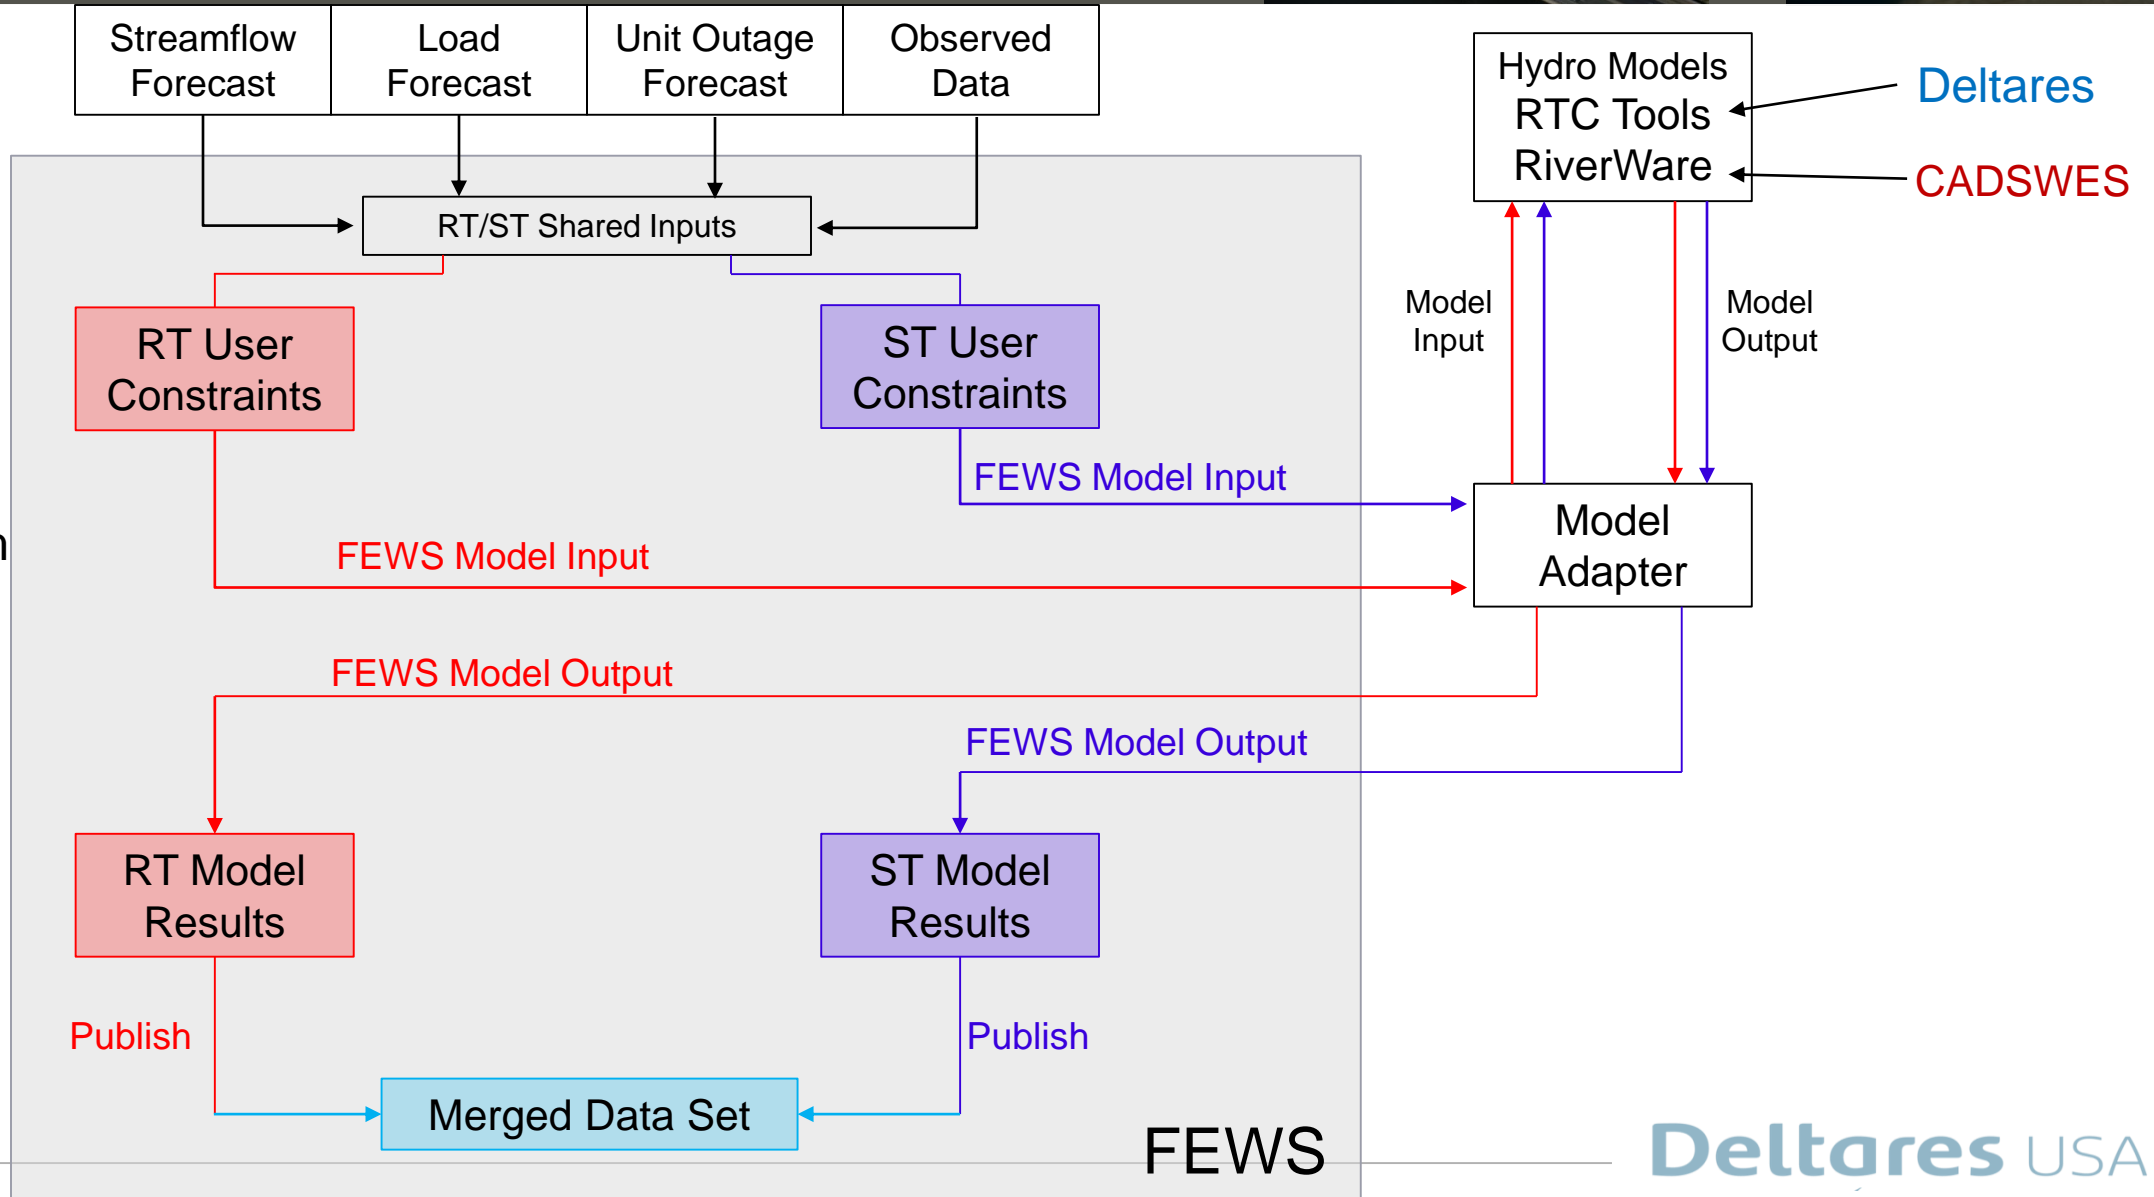 Streamflow
Forecast
Load
Forecast
Unit Outage
Forecast
Observed
Data
Hydro Models
RTC Tools
RiverWare
Deltares
CADSWES
RT/ST Shared Inputs
RT User
Constraints
ST User
Constraints
Model
Input
Model
Output
FEWS Model Input
FEWS Model Input
Model
Adapter
FEWS Model Output
FEWS Model Output
RT Model
Results
ST Model
Results
Publish
Publish
Merged Data Set
FEWS
Deltares USA